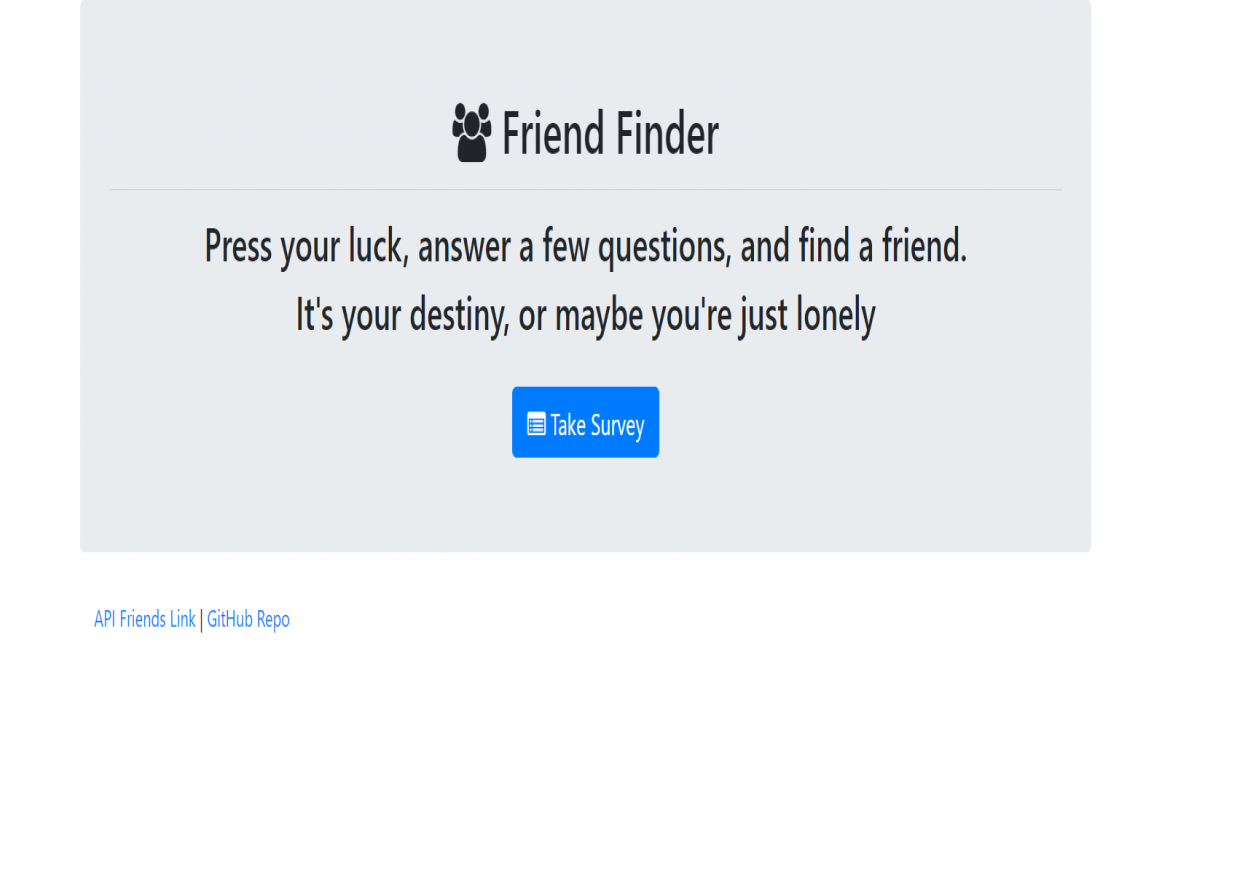 Friend Finder
Press your luck, answer a few questions, and find a friend.
It's your destiny, or maybe you're just lonely
Take Survey
API Friends Link | GitHub Repo